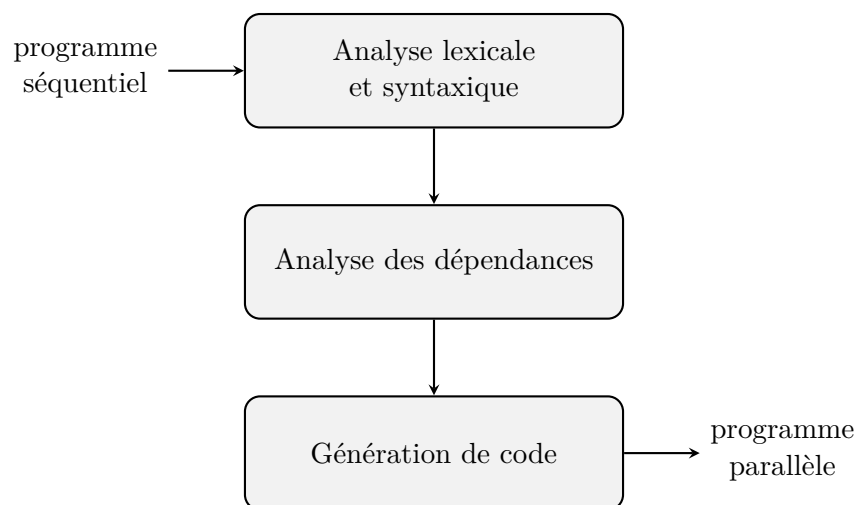 programme
séquentiel
Analyse lexicale
et syntaxique
Analyse des dépendances
Génération de code
programme
parallèle